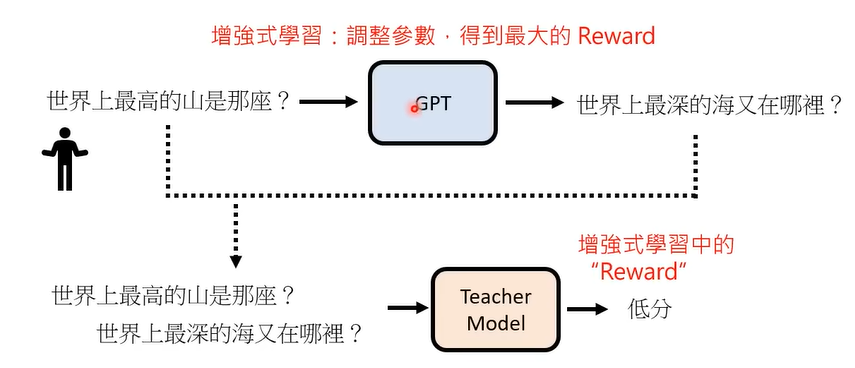 增強式學習：調整參數，得到最大的 Reward
世界上最高的山是那座？
GPT
世界上最深的海又在哪裡？
增強式學習中的
“Reward”
世界上最高的山是那座？
世界上最深的海又在哪裡？
Teacher
Model
低分